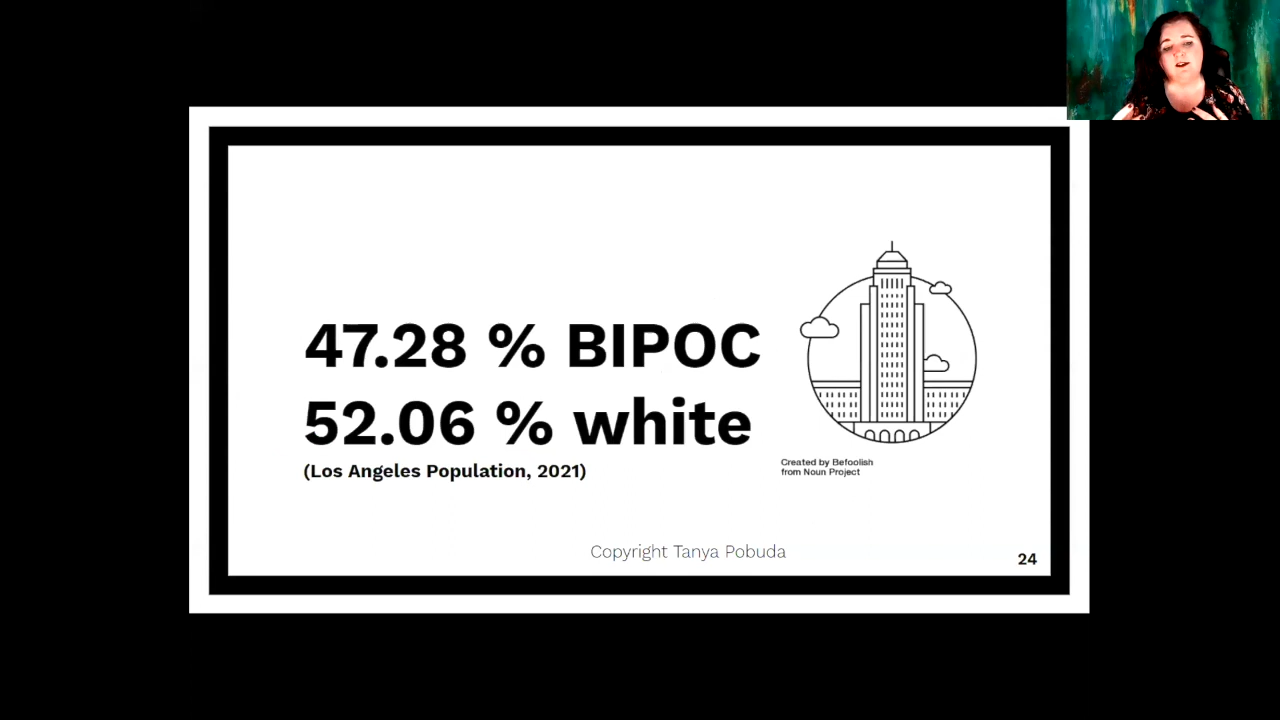 47.28 % BIPOC
52.06 % white
(Los Angeles Population, 2021)
Created by Befoolish
from Noun Project
Copyright Tanya Pobuda
24